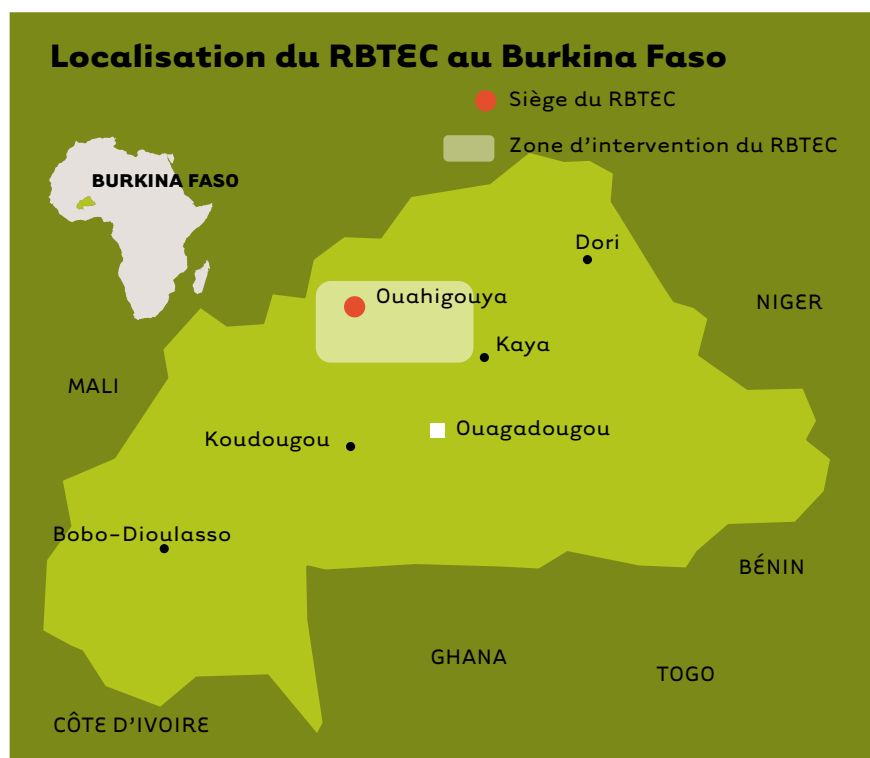 Localisation du RBTEC au Burkina Faso
Siège du RBTEC
Zone d'intervention du RBTEC
BURKINA FASO
Dori
Ouahigouya
NIGER
Kaya
MALI
Ouagadougou
Koudougou
Bobo-Dioulasso
BÉNIN
GHANA
TOGO
CÔTE D'IVOIRE